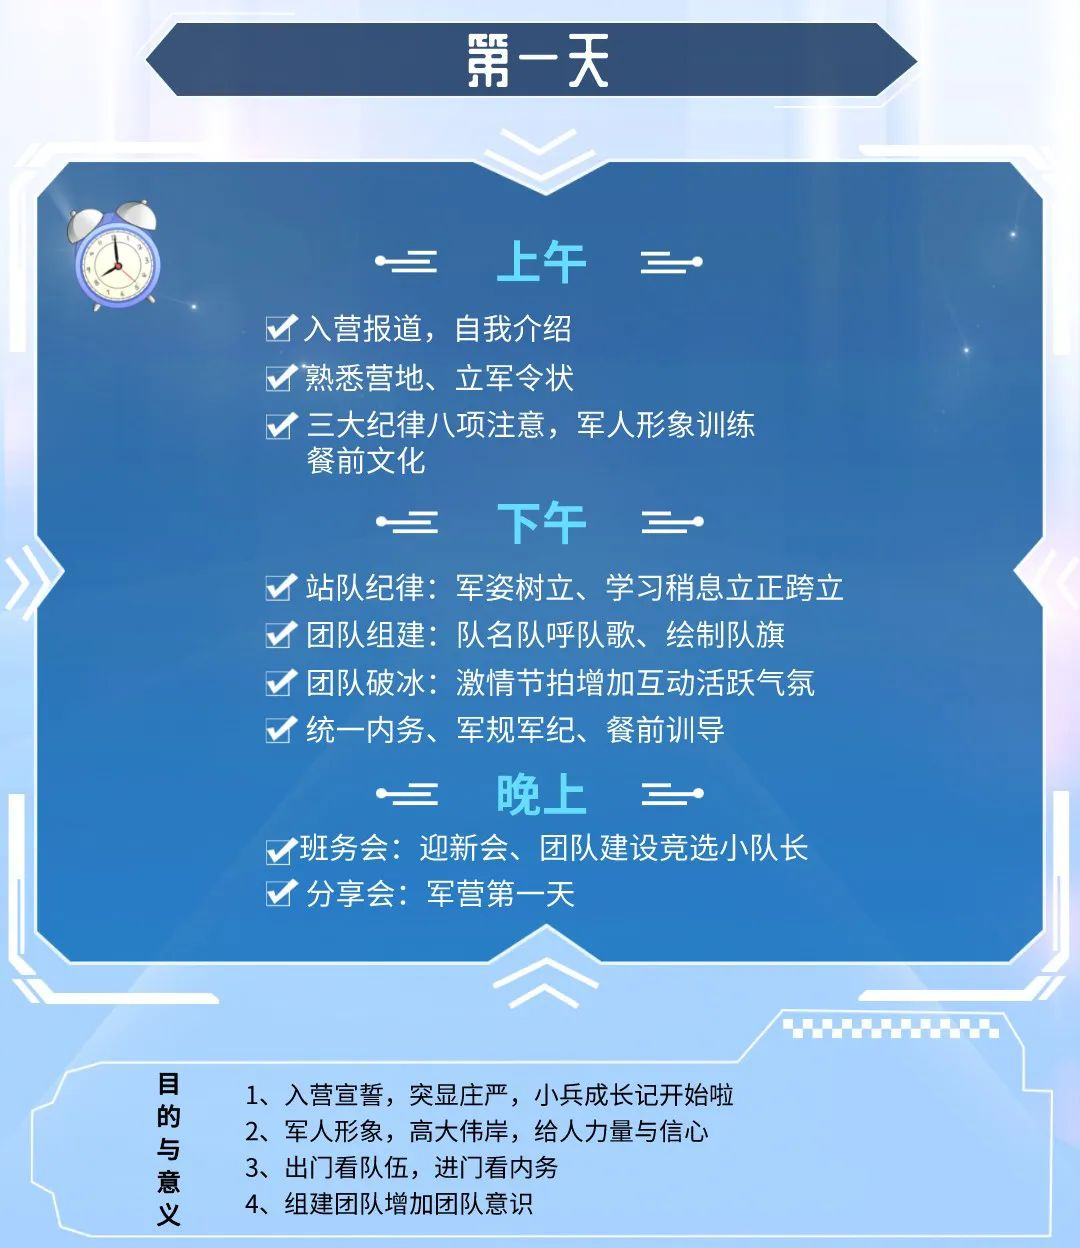 第一天
上午
入营报道，自我介绍
熟悉营地、立军令状
三大纪律八项注意，军人形象训练
餐前文化
下午
站队纪律：军姿树立、学习稍息立正跨立
团队组建：队名队呼队歌、绘制队旗
团队破冰：激情节拍增加互动活跃气氛
统一内务、军规军纪、餐前训导
晚上
班务会：迎新会、团队建设竞选小队长
分享会：军营第一天
目的与意义
1、入营宣誓，突显庄严，小兵成长记开始啦
2、军人形象，高大伟岸，给人力量与信心
3、出门看队伍，进门看内务
4、组建团队增加团队意识